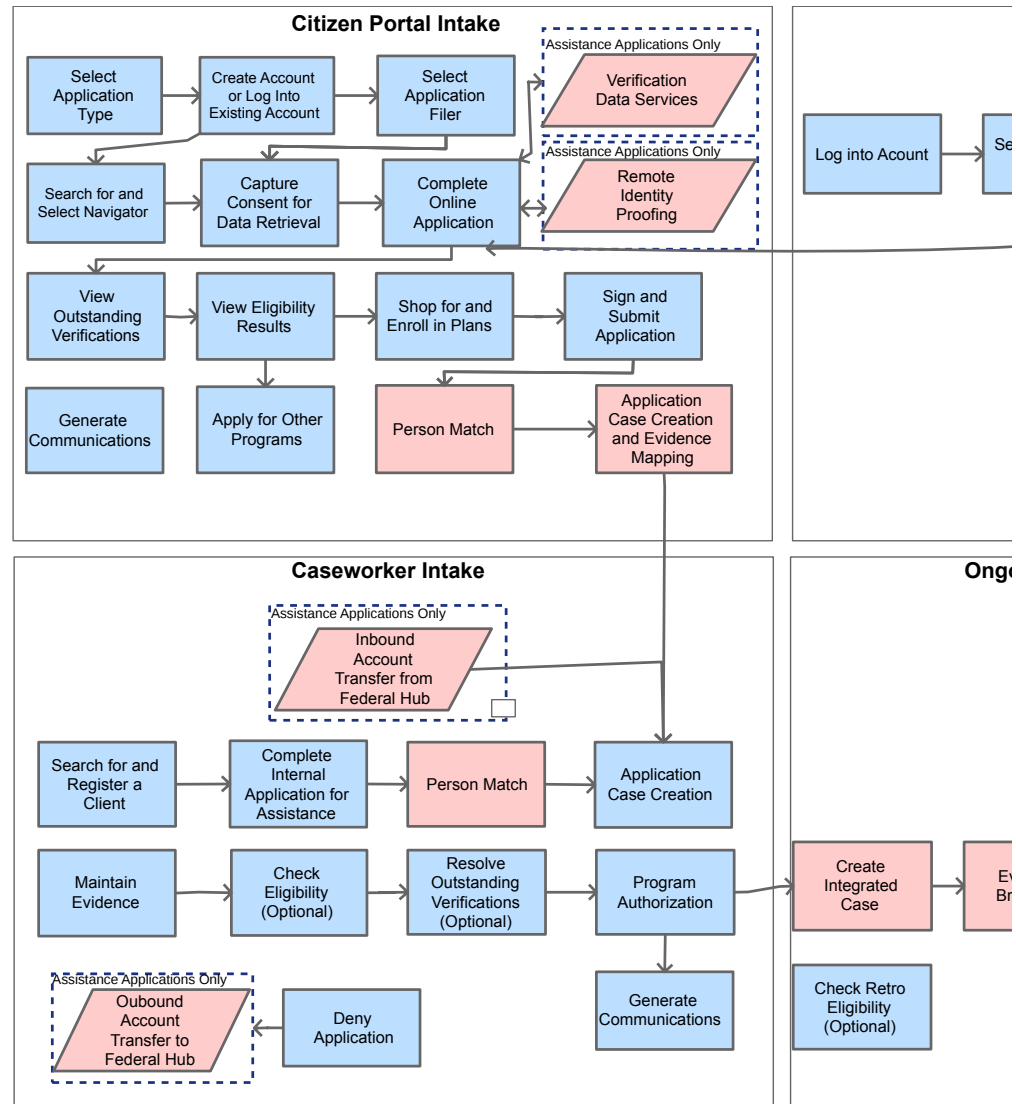 Citizen Portal Intake
Select
Application
Type
Create Account
or Log Into
Existing Account
Select
Application
Filer
Assistance Applications Only
Verification
Data Services
Search for and
Select Navigator
Capture
Consent for
Data Retrieval
Complete
Online
Application
Assistance Applications Only
Remote
Identity
Proofing
Log into Acount
Se
View
Outstanding
Verifications
View Eligibility
Results
Shop for and
Enroll in Plans
Sign and
Submit
Application
Generate
Communications
Apply for Other
Programs
Person Match
Application
Case Creation
and Evidence
Mapping
Caseworker Intake
Ongo
Assistance Applications Only
Inbound
Account
Transfer from
Federal Hub
Search for and
Register a
Client
Complete
Internal
Application for
Assistance
Person Match
Application
Case Creation
Maintain
Evidence
Check
Eligibility
(Optional)
Resolve
Outstanding
Verifications
(Optional)
Program
Authorization
Create
Integrated
Case
Ev
Br
Assistance Applications Only
Oubound
Account
Transfer to
Federal Hub
Deny
Application
Generate
Communications
Check Retro
Eligibility
(Optional)